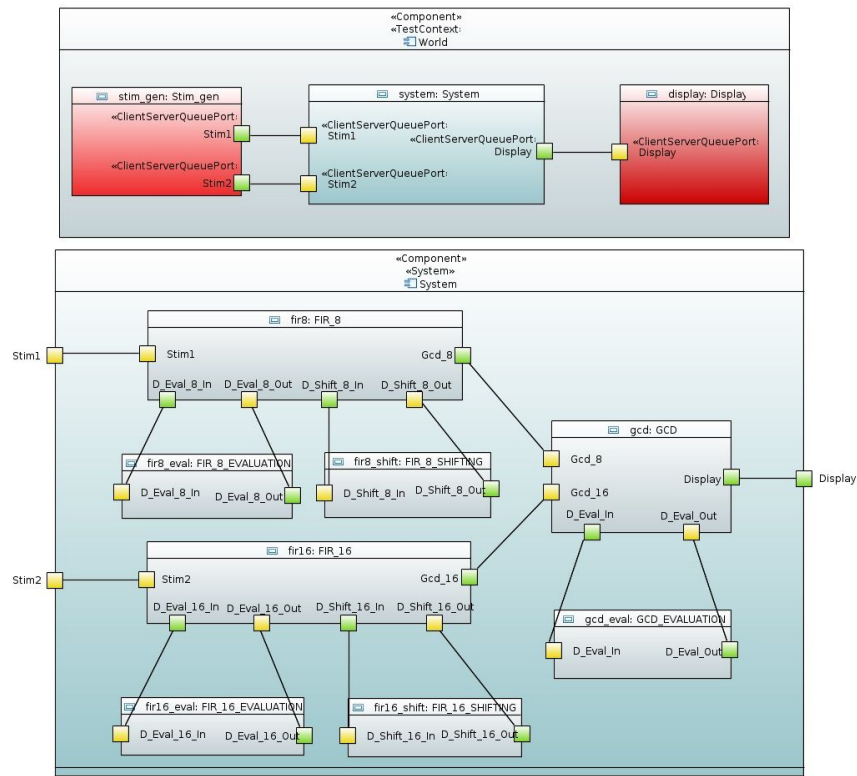 «Component»
«TestContext:
World
stim_gen: Stim_gen
«ClientServerQueuePort:
Stim1
«ClientServerQueuePort:
Stim2
system: System
«ClientServerQueuePort:
Stim1
«ClientServerQueuePort:
Display
«ClientServerQueuePort:
Stim2
display: Display
«ClientServerQueuePort:
Display
«Component»
«System»
System
Stim1
fir8: FIR_8
Stim1
Gcd_8
D_Eval_8_In
D_Eval_8_Out
D_Shift_8_In
D_Shift_8_Out
fir8_eval: FIR_8_EVALUATION
D_Eval_8_In
D_Eval_8_Out
fir8_shift: FIR_8_SHIFTING
D_Shift_8_In
D_Shift_8_Out
gcd: GCD
Gcd_8
Gcd_16
Display
D_Eval_In
D_Eval_Out
Display
Stim2
fir16: FIR_16
Stim2
Gcd_16
D_Eval_16_In
D_Eval_16_Out
D_Shift_16_In
D_Shift_16_Out
gcd_eval: GCD_EVALUATION
D_Eval_In
D_Eval_Out
fir16_eval: FIR_16_EVALUATION
D_Eval_16_In
D_Eval_16_Out
fir16_shift: FIR_16_SHIFTING
D_Shift_16_In
D_Shift_16_Out